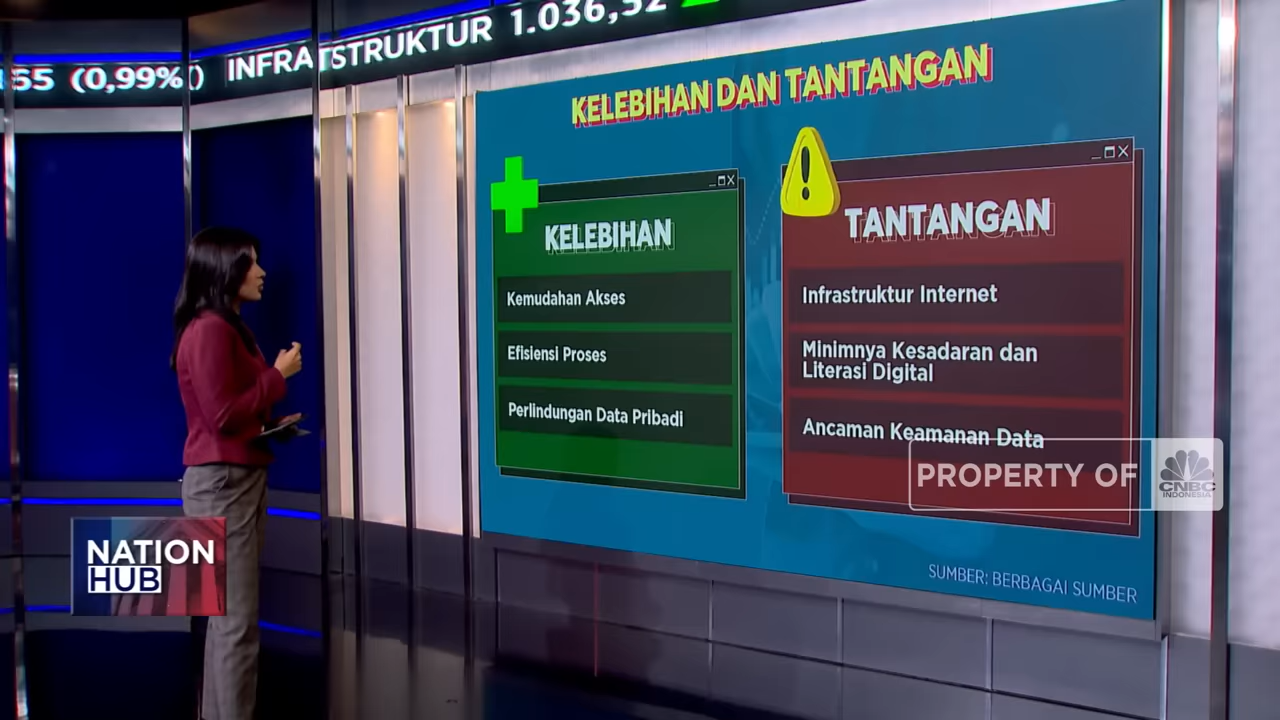 55 (0,99%) INFRASTRUKTUR 1.036,52
KELEBIHAN DAN TANTANGAN
KELEBIHAN
Kemudahan Akses
Efisiensi Proses
Perlindungan Data Pribadi
TANTANGAN
Infrastruktur Internet
Minimnya Kesadaran dan
Literasi Digital
Ancaman Keamanan Data
PROPERTY OF
CNBC
INDONESIA
SUMBER: BERBAGAI SUMBER
NATION
HUB